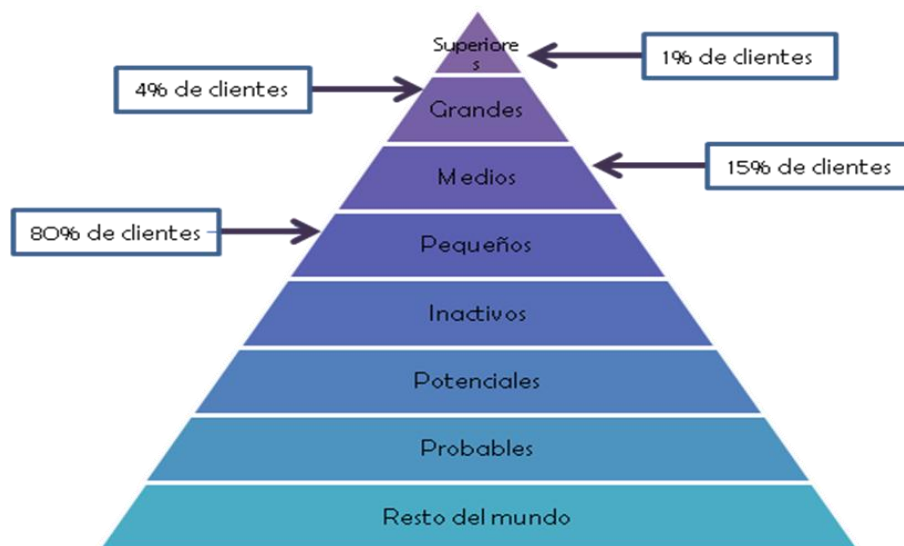 Superiore
s
1% de clientes
4% de clientes
Grandes
Medios
15% de clientes
80% de clientes
Pequeños
Inactivos
Potenciales
Probables
Resto del mundo